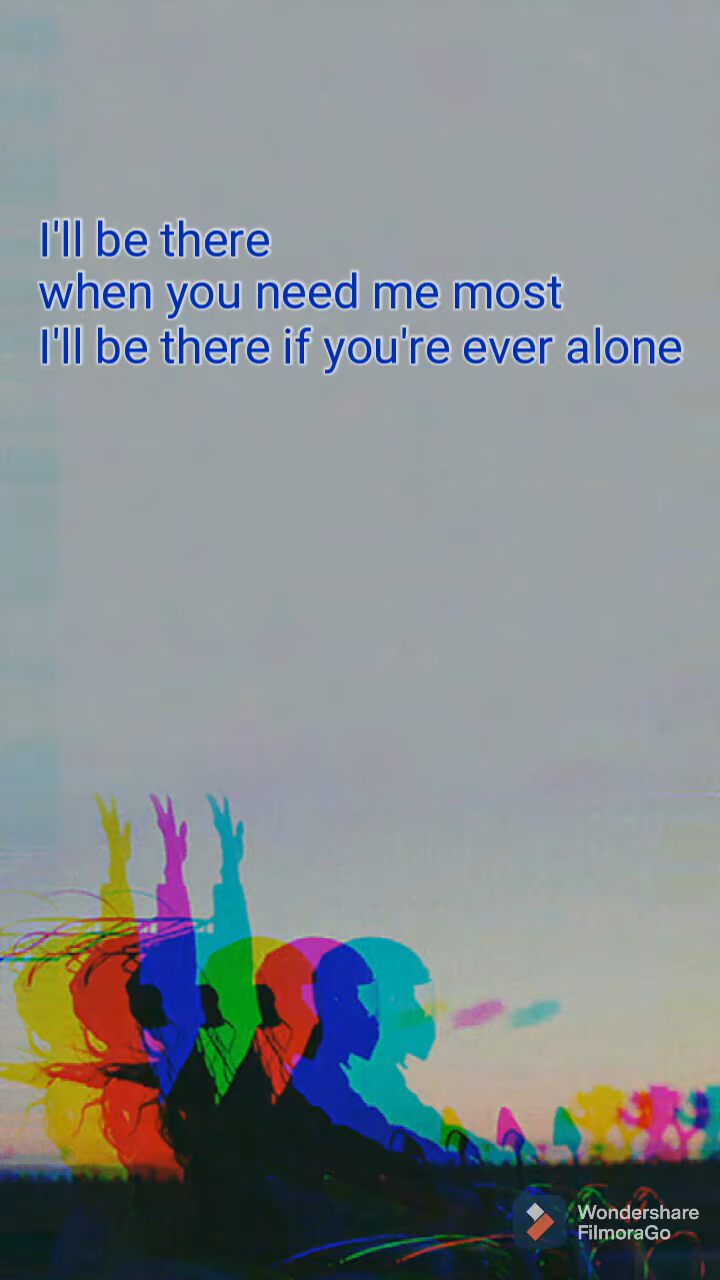 I'll be there
when you need me most
I'll be there if you're ever alone
Wondershare
FilmoraGo